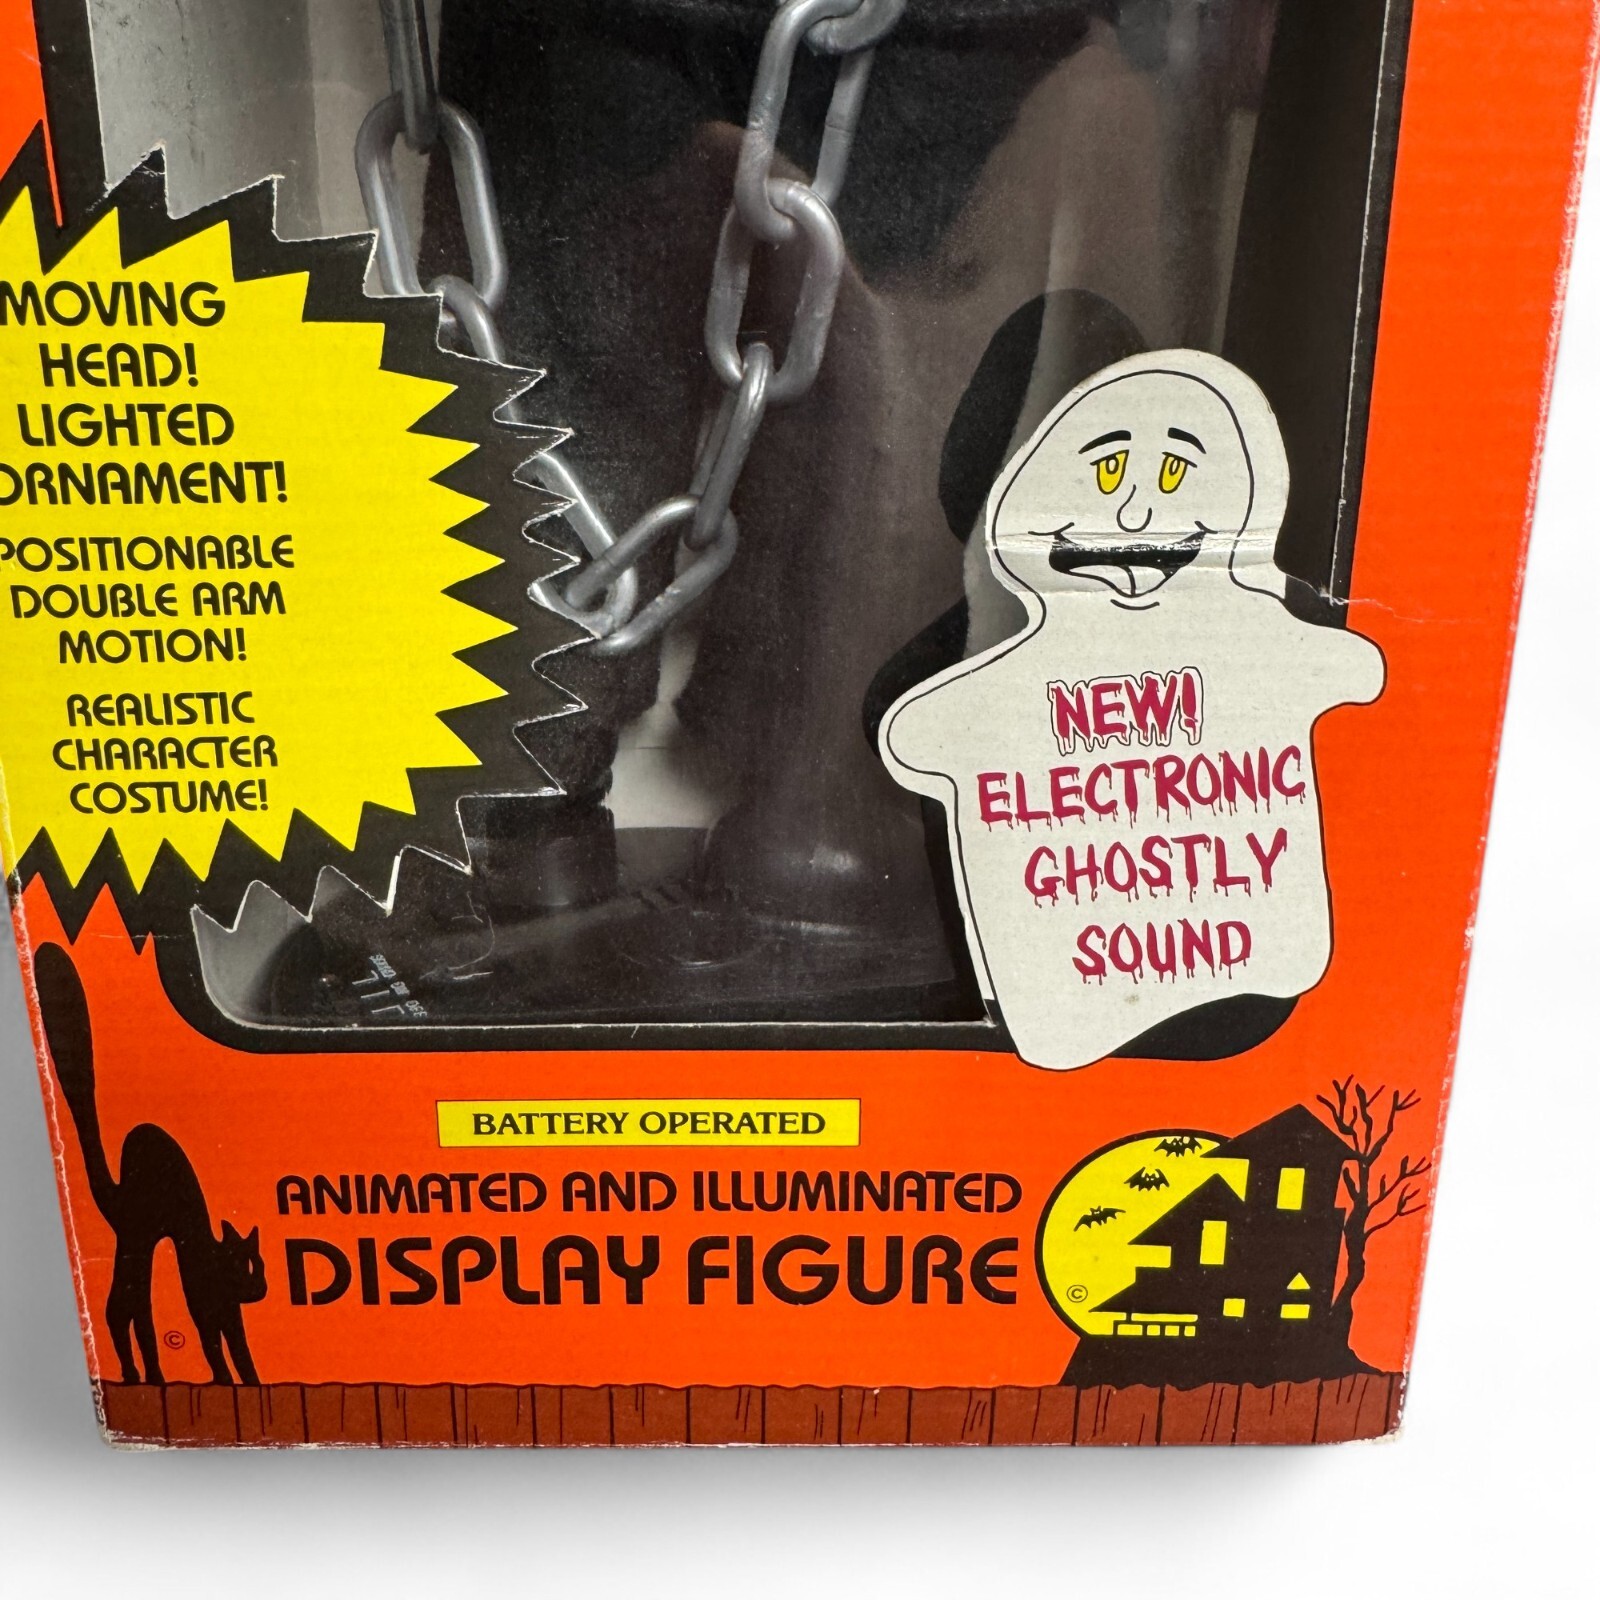 MOVING
HEAD!
LIGHTED
ORNAMENT!
POSITIONABLE
DOUBLE ARM
MOTION!
REALISTIC
CHARACTER
COSTUME!
NEW!
ELECTRONIC
GHOSTLY
SOUND
BATTERY OPERATED
ANIMATED AND ILLUMINATED
DISPLAY FIGURE
©
©